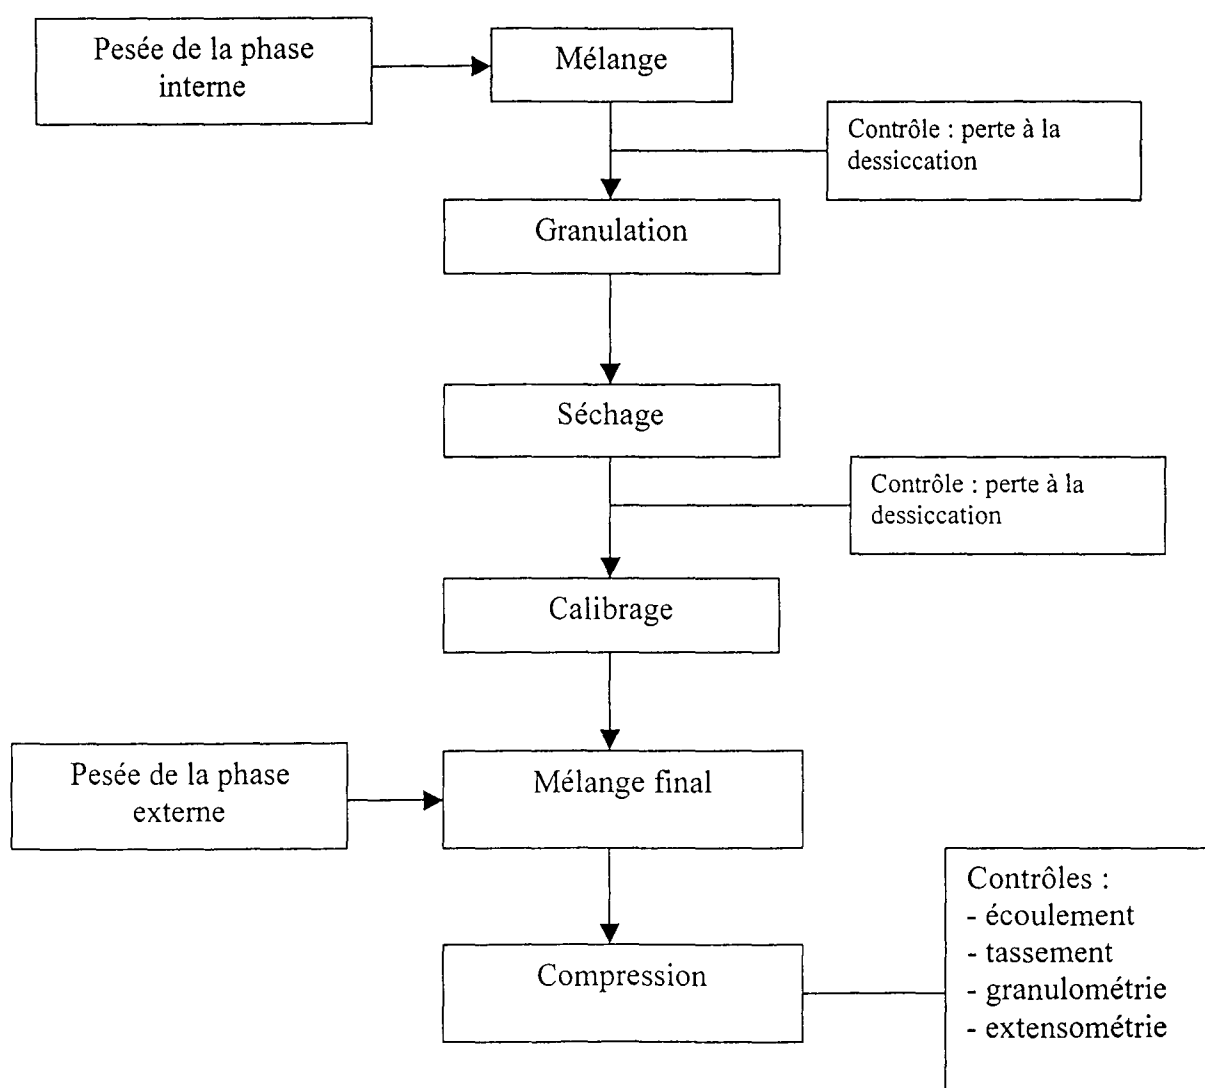 Pesée de la phase
interne
Mélange
Contrôle : perte à la
dessiccation
Granulation
Séchage
Contrôle : perte à la
dessiccation
Calibrage
Pesée de la phase
externe
Mélange final
Compression
Contrôles :
- écoulement
- tassement
- granulométrie
- extensométrie